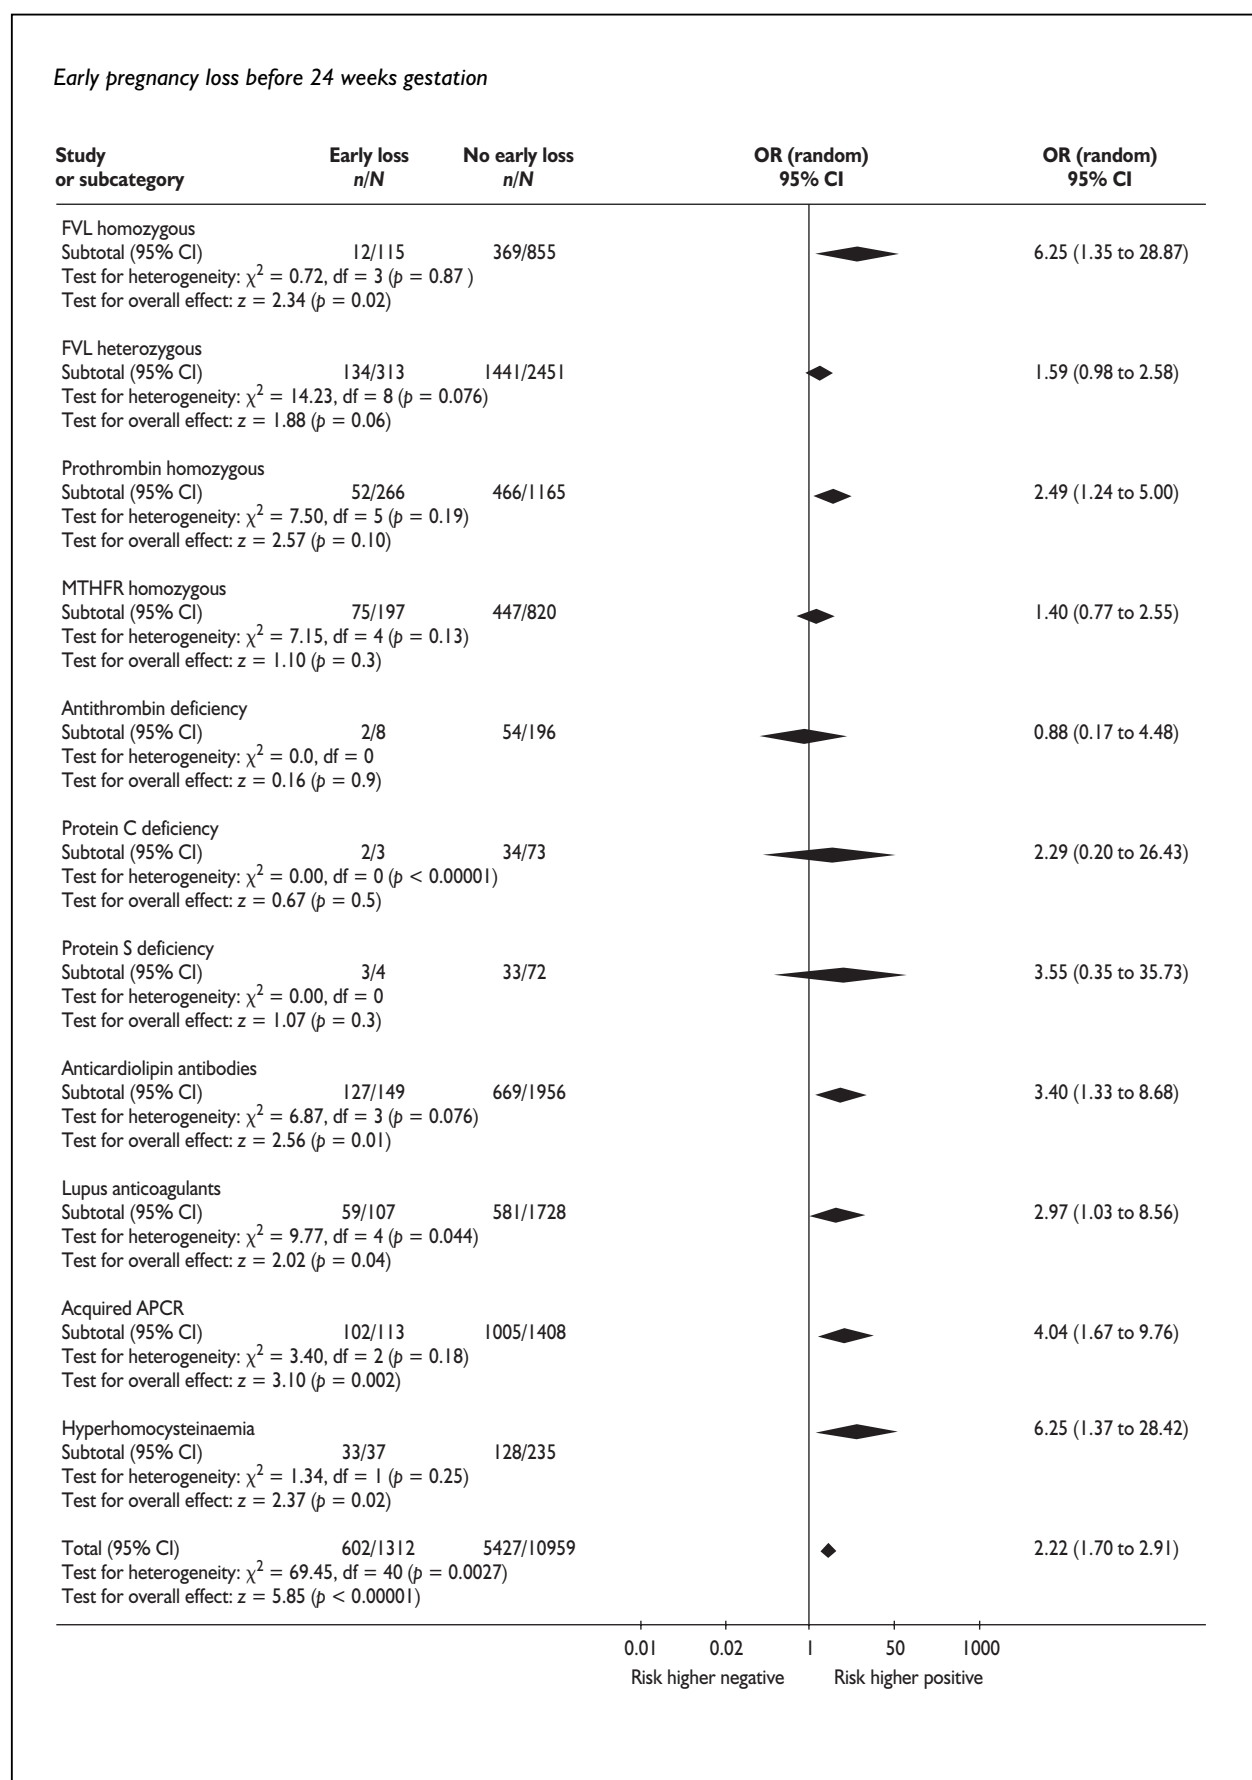 Early pregnancy loss before 24 weeks gestation
Study or subcategory Early loss n/N No early loss n/N OR (random) 95% CI OR (random) 95% CI
FVL homozygous
Subtotal (95% CI) 12/115 369/855 6.25 (1.35 to 28.87)
Test for heterogeneity: χ² = 0.72, df = 3 (p = 0.87 )
Test for overall effect: z = 2.34 (p = 0.02)
FVL heterozygous
Subtotal (95% CI) 134/313 1441/2451 1.59 (0.98 to 2.58)
Test for heterogeneity: χ² = 14.23, df = 8 (p = 0.076)
Test for overall effect: z = 1.88 (p = 0.06)
Prothrombin homozygous
Subtotal (95% CI) 52/266 466/1165 2.49 (1.24 to 5.00)
Test for heterogeneity: χ² = 7.50, df = 5 (p = 0.19)
Test for overall effect: z = 2.57 (p = 0.10)
MTHFR homozygous
Subtotal (95% CI) 75/197 447/820 1.40 (0.77 to 2.55)
Test for heterogeneity: χ² = 7.15, df = 4 (p = 0.13)
Test for overall effect: z = 1.10 (p = 0.3)
Antithrombin deficiency
Subtotal (95% CI) 2/8 54/196 0.88 (0.17 to 4.48)
Test for heterogeneity: χ² = 0.0, df = 0
Test for overall effect: z = 0.16 (p = 0.9)
Protein C deficiency
Subtotal (95% CI) 2/3 34/73 2.29 (0.20 to 26.43)
Test for heterogeneity: χ² = 0.00, df = 0 (p < 0.00001)
Test for overall effect: z = 0.67 (p = 0.5)
Protein S deficiency
Subtotal (95% CI) 3/4 33/72 3.55 (0.35 to 35.73)
Test for heterogeneity: χ² = 0.00, df = 0
Test for overall effect: z = 1.07 (p = 0.3)
Anticardiolipin antibodies
Subtotal (95% CI) 127/149 669/1956 3.40 (1.33 to 8.68)
Test for heterogeneity: χ² = 6.87, df = 3 (p = 0.076)
Test for overall effect: z = 2.56 (p = 0.01)
Lupus anticoagulants
Subtotal (95% CI) 59/107 581/1728 2.97 (1.03 to 8.56)
Test for heterogeneity: χ² = 9.77, df = 4 (p = 0.044)
Test for overall effect: z = 2.02 (p = 0.04)
Acquired APCR
Subtotal (95% CI) 102/113 1005/1408 4.04 (1.67 to 9.76)
Test for heterogeneity: χ² = 3.40, df = 2 (p = 0.18)
Test for overall effect: z = 3.10 (p = 0.002)
Hyperhomocysteinaemia 6.25 (1.37 to 28.42)
Subtotal (95% CI) 33/37 128/235
Test for heterogeneity: χ² = 1.34, df = 1 (p = 0.25)
Test for overall effect: z = 2.37 (p = 0.02)
Total (95% CI) 602/1312 5427/10959 2.22 (1.70 to 2.91)
Test for heterogeneity: χ² = 69.45, df = 40 (p = 0.0027)
Test for overall effect: z = 5.85 (p < 0.00001)
0.01 0.02 1 50 1000
Risk higher negative Risk higher positive